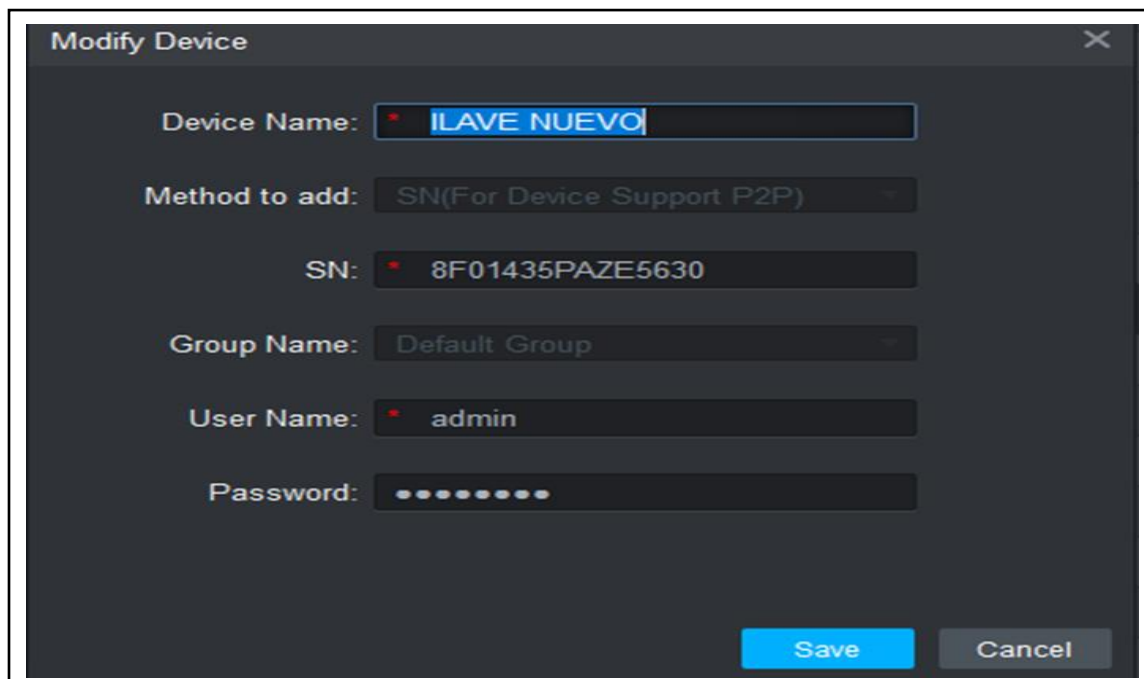 Modify Device
Device Name: * ILAVE NUEVO
Method to add: SN(For Device Support P2P)
SN: * 8F01435PAZE5630
Group Name: Default Group
User Name: * admin
Password: ●●●●●●●●
Save Cancel